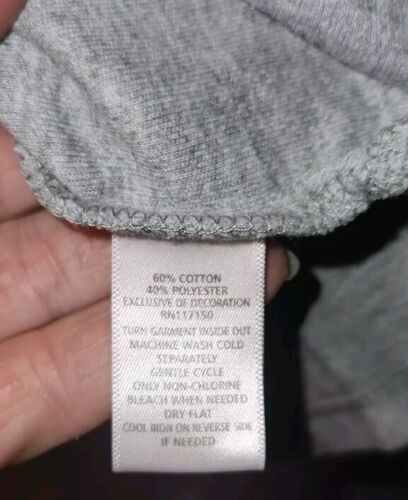 60% COTTON
40% POLYESTER
EXCLUSIVE OF DECORATION
RN117150
TURN GARMENT INSIDE OUT
MACHINE WASH COLD
SEPARATELY
GENTLE CYCLE
ONLY NON-CHLORINE
BLEACH WHEN NEEDED
DRY FLAT
COOL IRON ON REVERSE SIDE
IF NEEDED